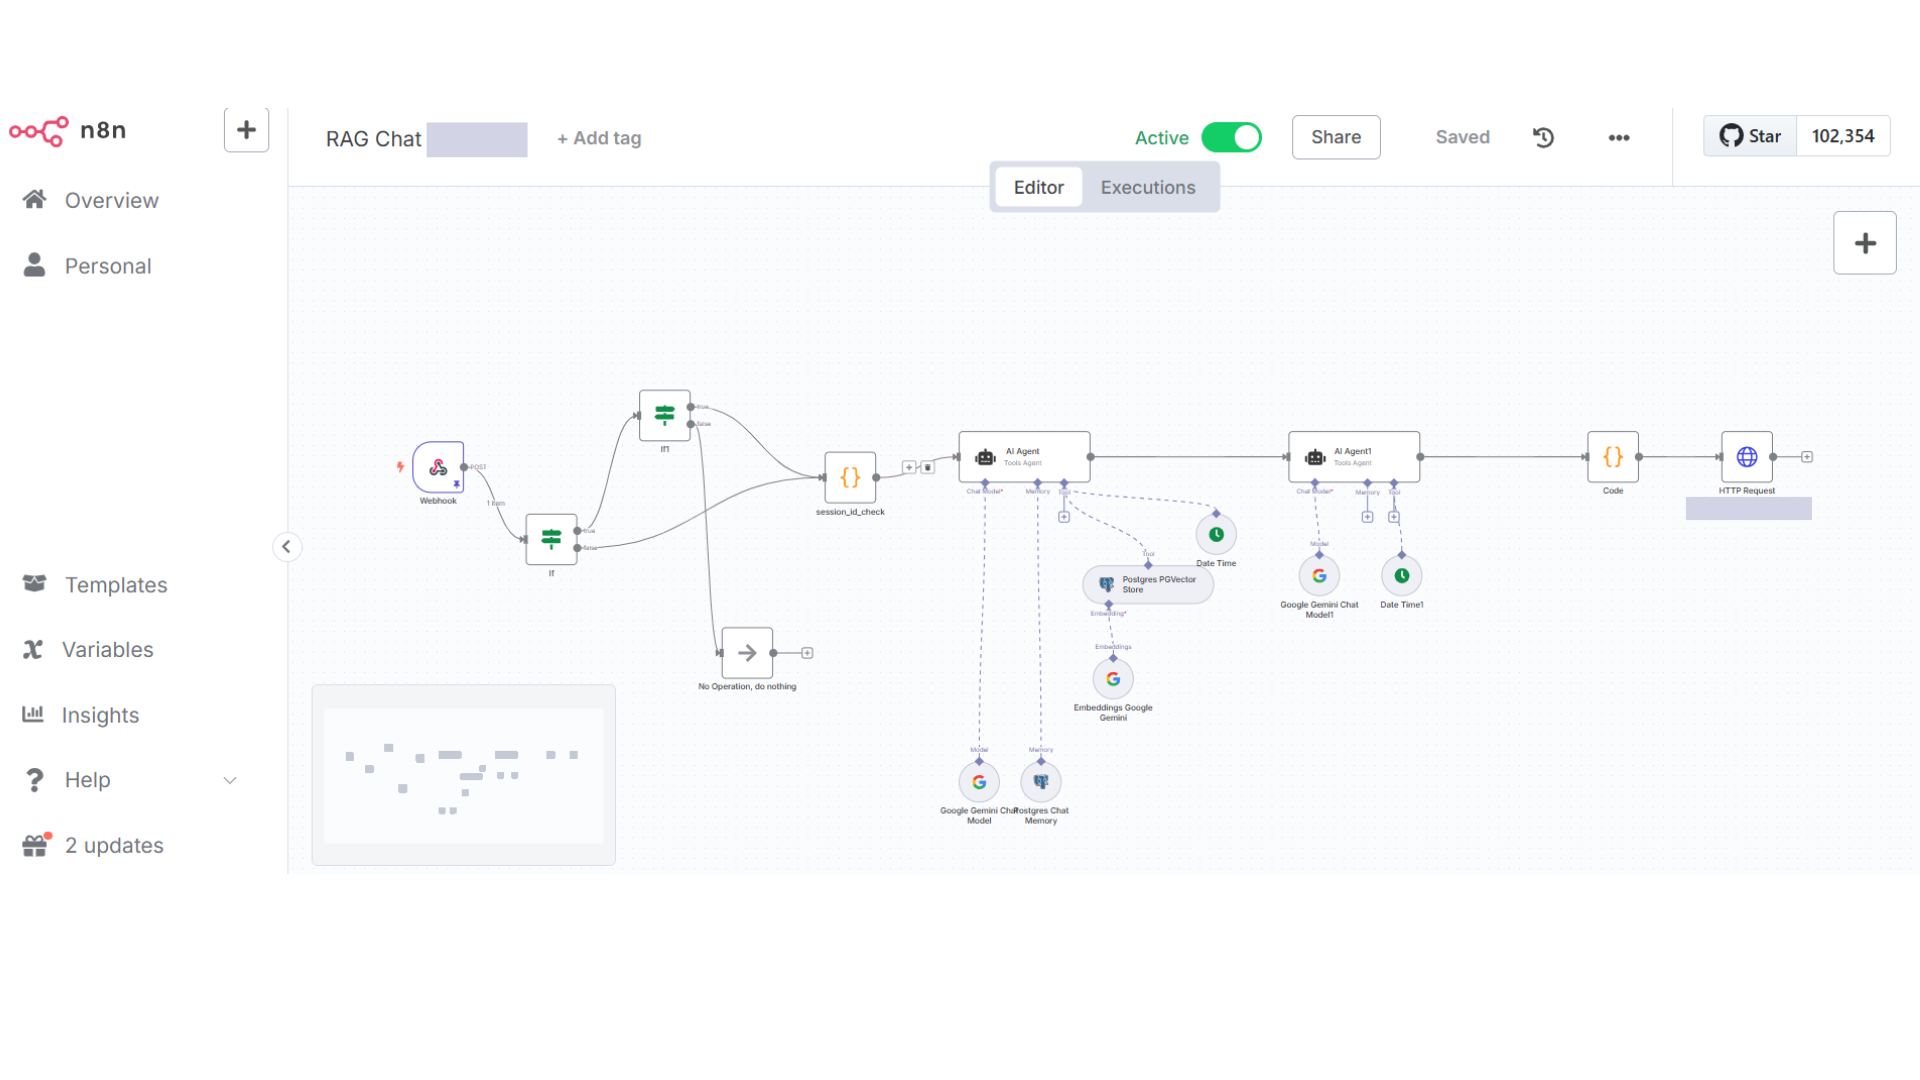 n8n
RAG Chat
+ Add tag
Active
Share
Saved
Star
102,354
Editor
Executions
Overview
Personal
Templates
Variables
Insights
Help
2 updates
Webhook
POST
1 item
If
true
false
If1
true
false
No Operation, do nothing
session_id_check
AI Agent
Tools Agent
Chat Model*
Memory
Tool
Date Time
Tool
Postgres PGVector
Store
Embedding*
Embeddings
Embeddings Google
Gemini
Model
Google Gemini Chat
Model
Memory
Postgres Chat
Memory
AI Agent1
Tools Agent
Chat Model*
Memory
Tool
Model
Google Gemini Chat
Model1
Date Time1
Code
HTTP Request